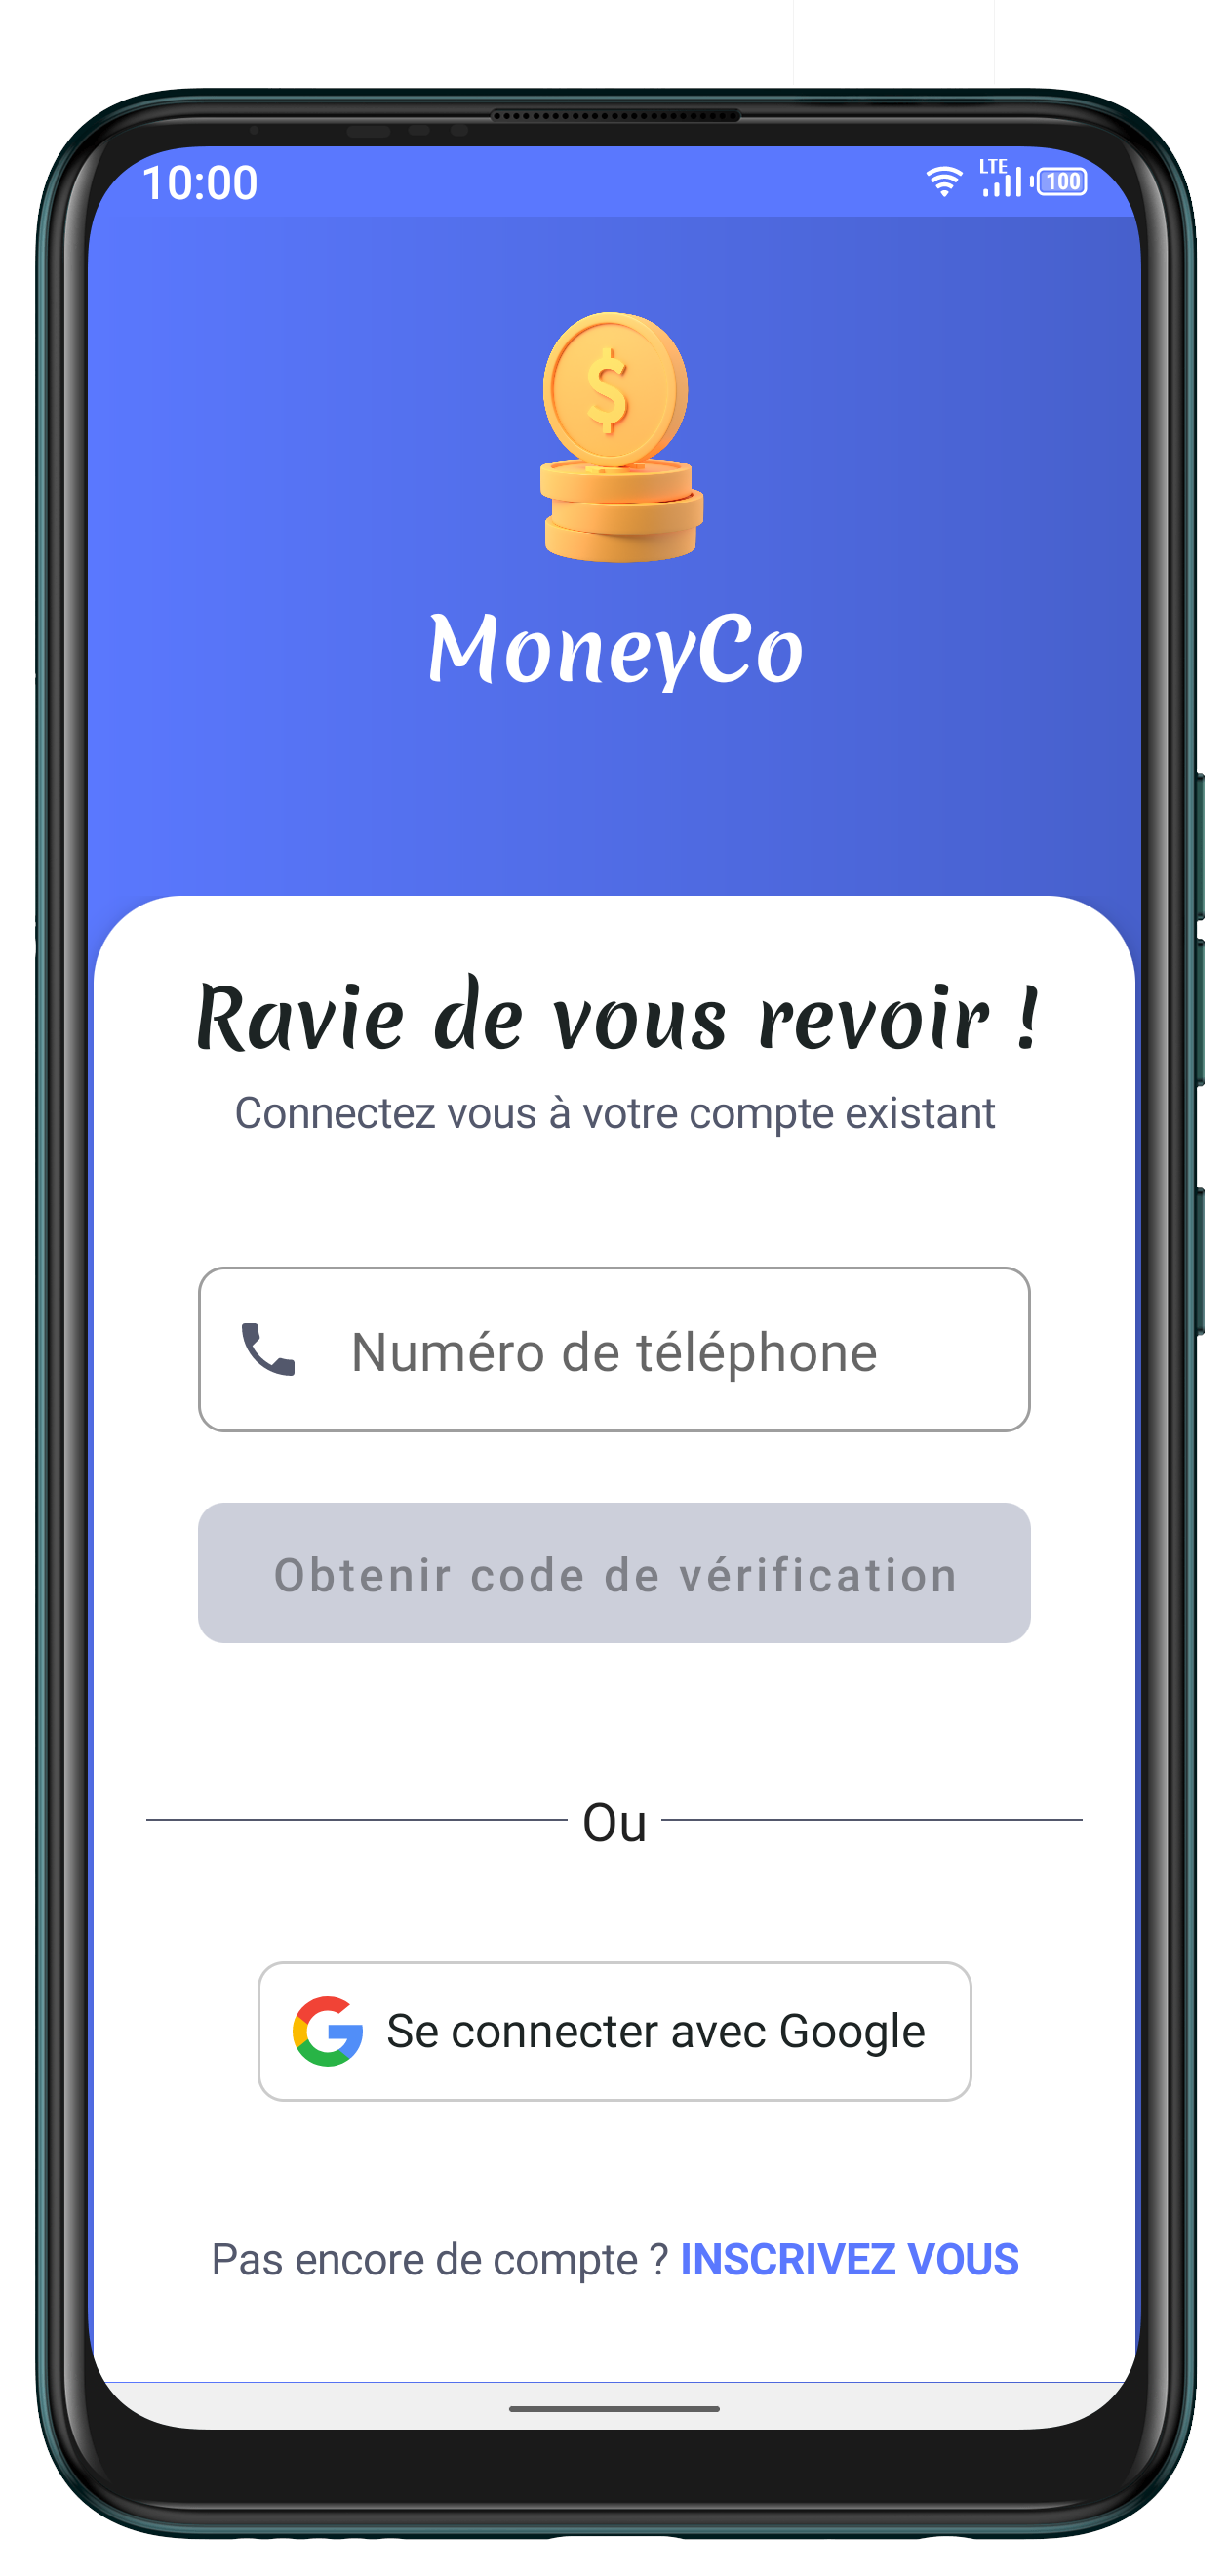 10:00
LTE
100
$
MoneyCo
Ravie de vous revoir !
Connectez vous à votre compte existant
Numéro de téléphone
Obtenir code de vérification
Ou
G
Se connecter avec Google
Pas encore de compte ? INSCRIVEZ VOUS